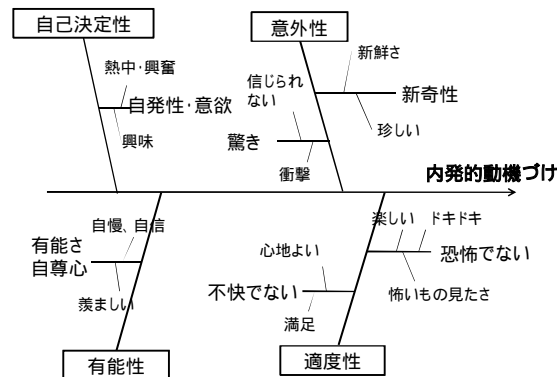 自己決定性
意外性
熱中・興奮
自発性・意欲
興味
新鮮さ
信じられ
ない
新奇性
驚き
珍しい
衝撃
内発的動機づけ
自慢、自信
有能さ
自尊心
羨ましい
楽しい
ドキドキ
心地よい
恐怖でない
不快でない
怖いもの見たさ
満足
有能性
適度性